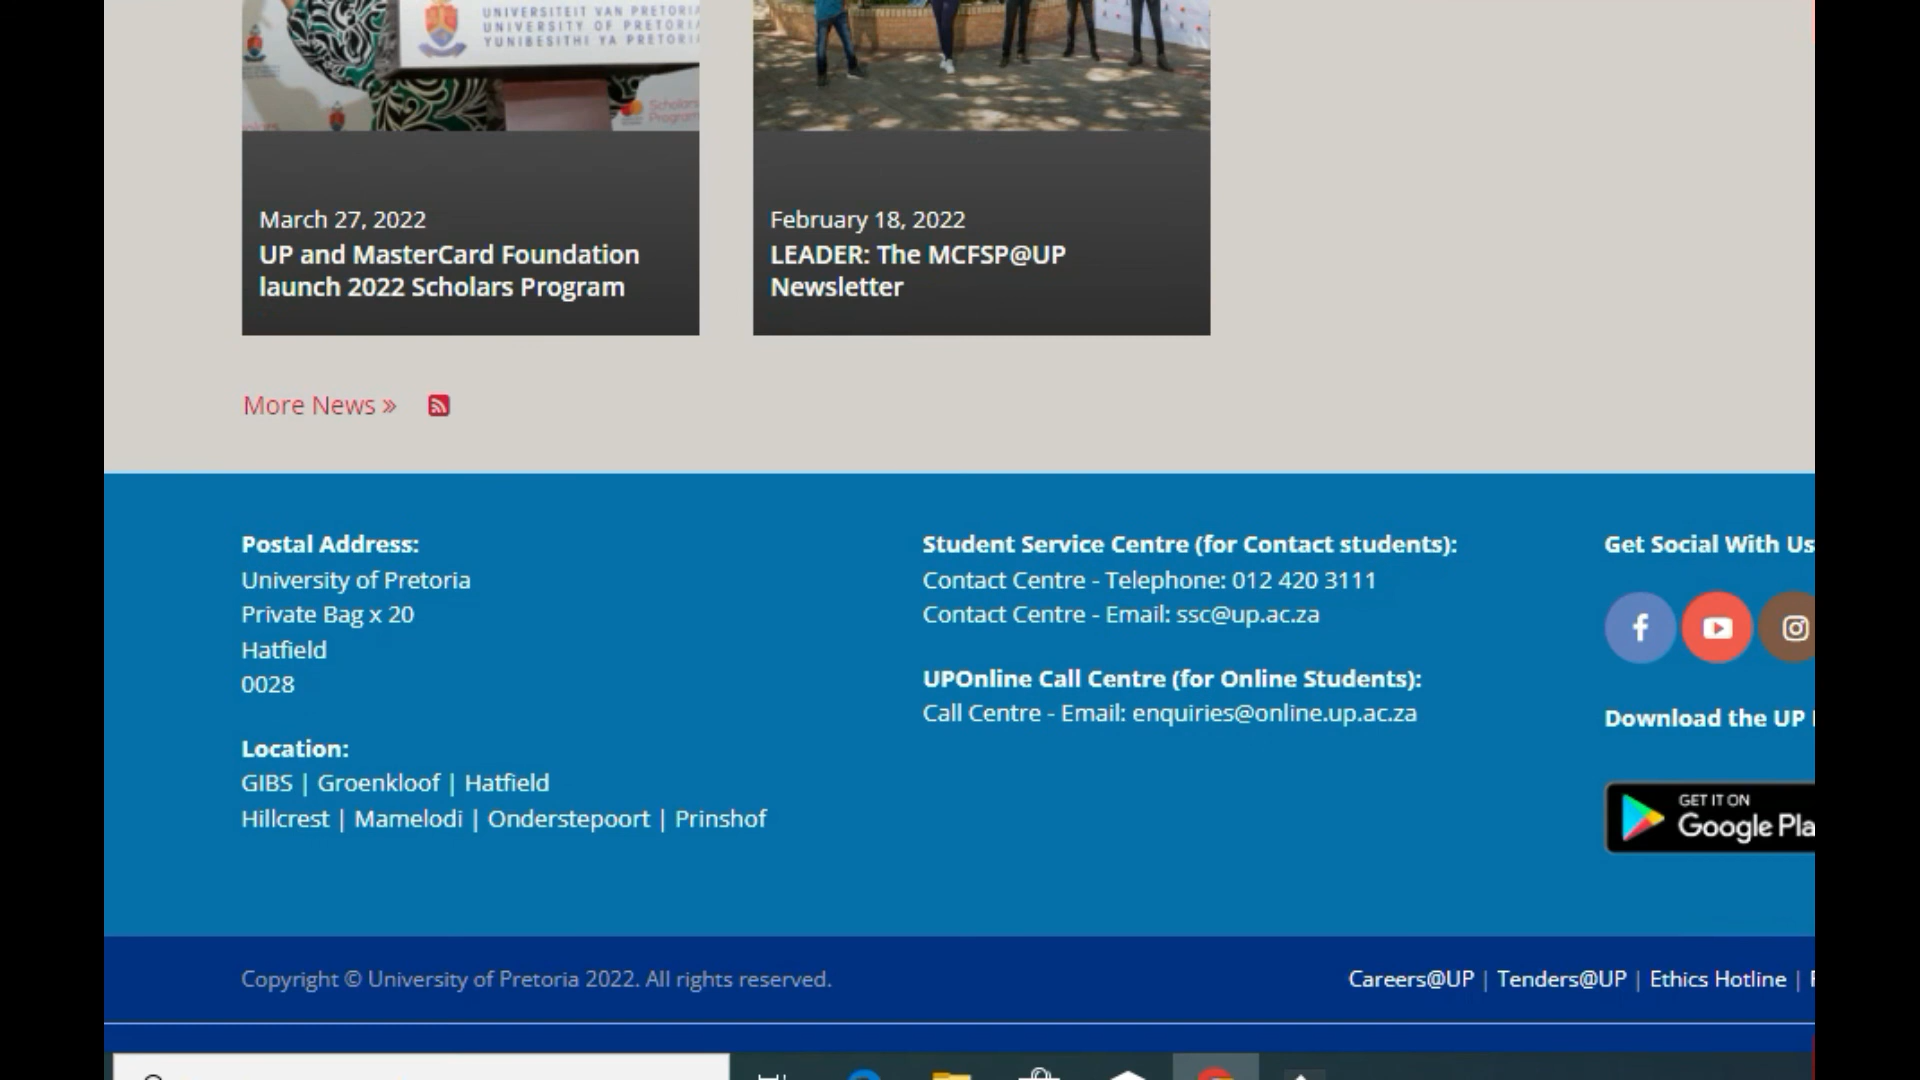 UNIVERSITEIT VAN PRETORIA
UNIVERSITY OF PRETORIA
YUNIBESITHI YA PRETORIA
Scholars
Program
March 27, 2022
UP and MasterCard Foundation
launch 2022 Scholars Program
February 18, 2022
LEADER: The MCFSP@UP
Newsletter
More News »
Postal Address:
University of Pretoria
Private Bag x 20
Hatfield
0028
Location:
GIBS | Groenkloof | Hatfield
Hillcrest | Mamelodi | Onderstepoort | Prinshof
Student Service Centre (for Contact students):
Contact Centre - Telephone: 012 420 3111
Contact Centre - Email: ssc@up.ac.za
UPOnline Call Centre (for Online Students):
Call Centre - Email: enquiries@online.up.ac.za
Get Social With Us
Download the UP
GET IT ON
Google Pla
Copyright © University of Pretoria 2022. All rights reserved.
Careers@UP | Tenders@UP | Ethics Hotline |